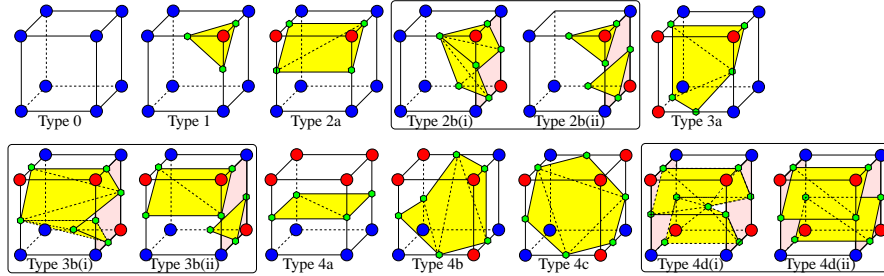 Type 0 Type 1 Type 2a Type 2b(i) Type 2b(ii) Type 3a
Type 3b(i) Type 3b(ii) Type 4a Type 4b Type 4c Type 4d(i) Type 4d(ii)